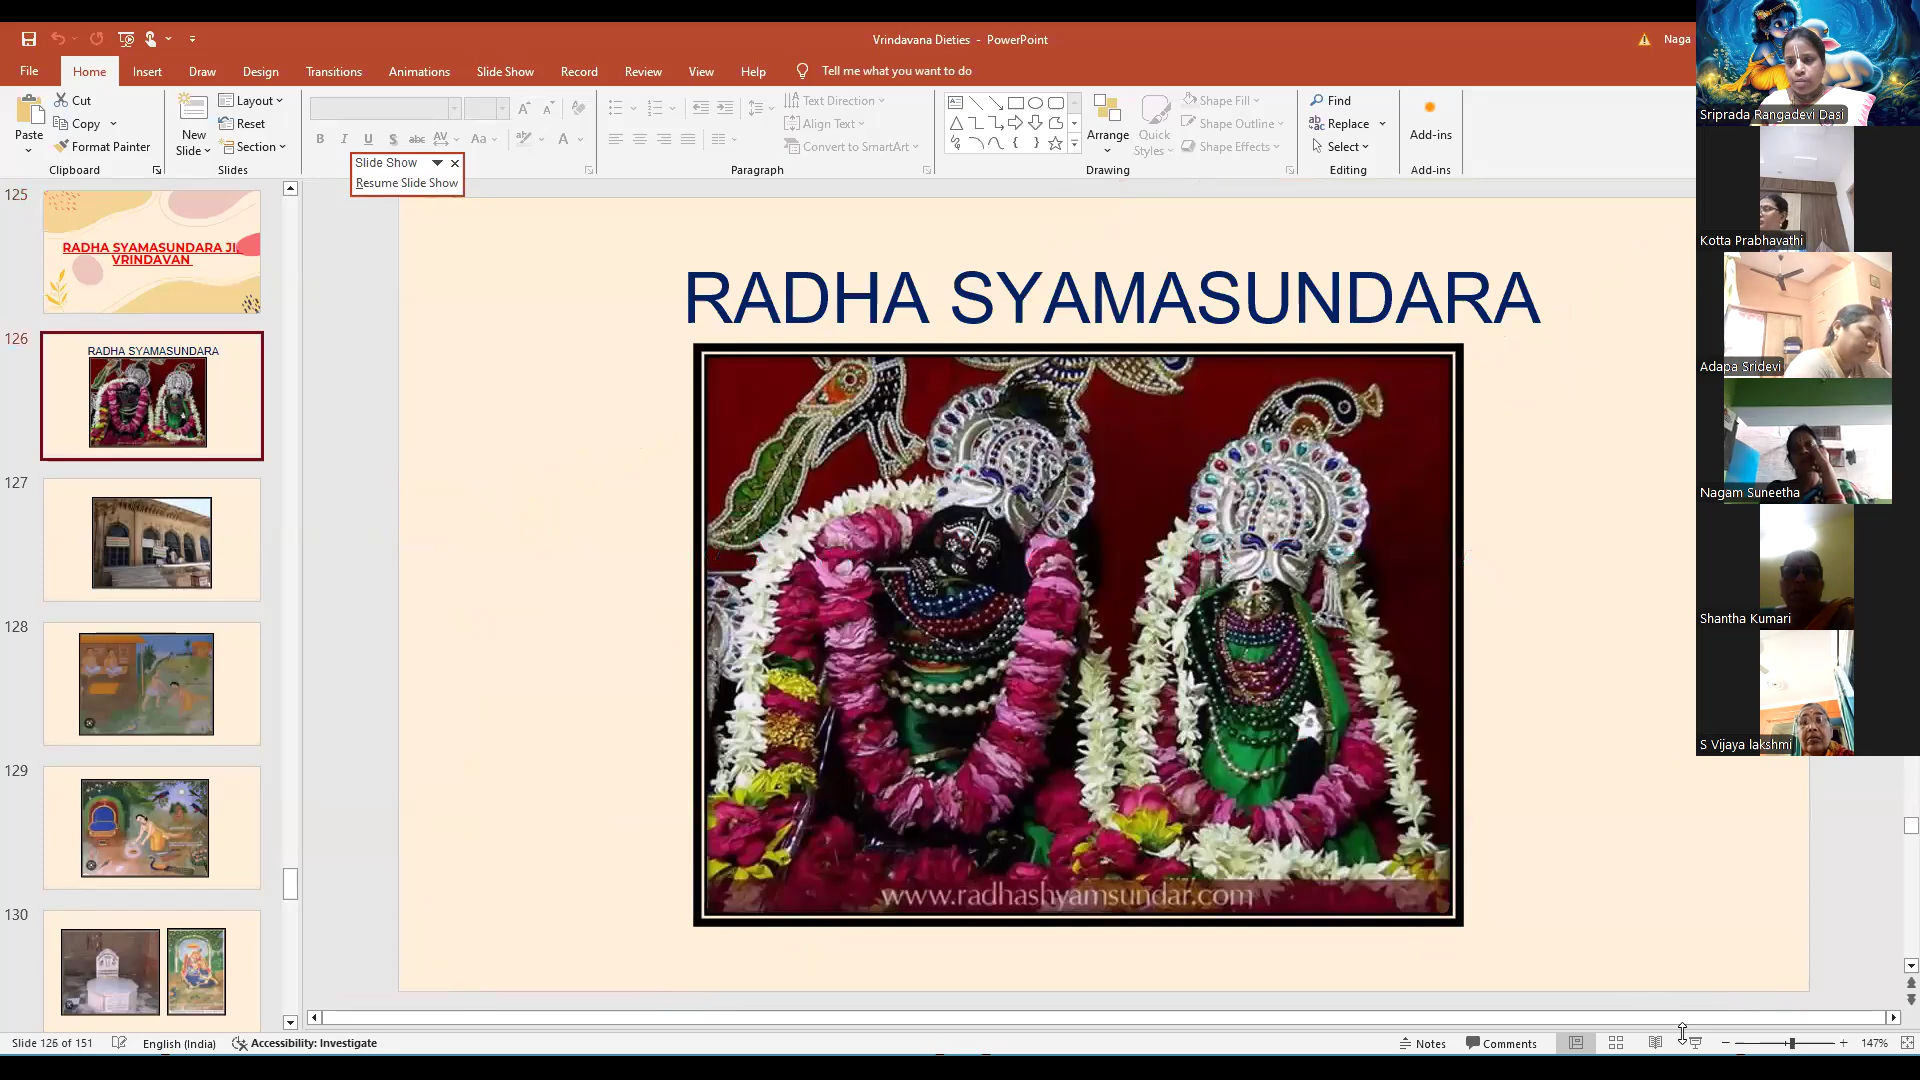 Vrindavana Dieties - PowerPoint
Naga
File Home Insert Draw Design Transitions Animations Slide Show Record Review View Help Tell me what you want to do
Paste
Cut
Copy
Format Painter
Clipboard
New
Slide
Layout
Reset
Section
Slides
Slide Show
Resume Slide Show
B I U S abc AV Aa A
Text Direction
Align Text
Convert to SmartArt
Paragraph
Arrange
Quick
Styles
Shape Fill
Shape Outline
Shape Effects
Drawing
Find
Replace
Select
Editing
Add-ins
Add-ins
125
RADHA SYAMASUNDARA JI
VRINDAVAN
126
RADHA SYAMASUNDARA
127
128
129
130
RADHA SYAMASUNDARA
www.radhashyamsundar.com
Sriprada Rangadevi Dasi
Kotta Prabhavathi
Adapa Sridevi
Nagam Suneetha
Shantha Kumari
S Vijaya lakshmi
Slide 126 of 151 English (India) Accessibility: Investigate Notes Comments 147%